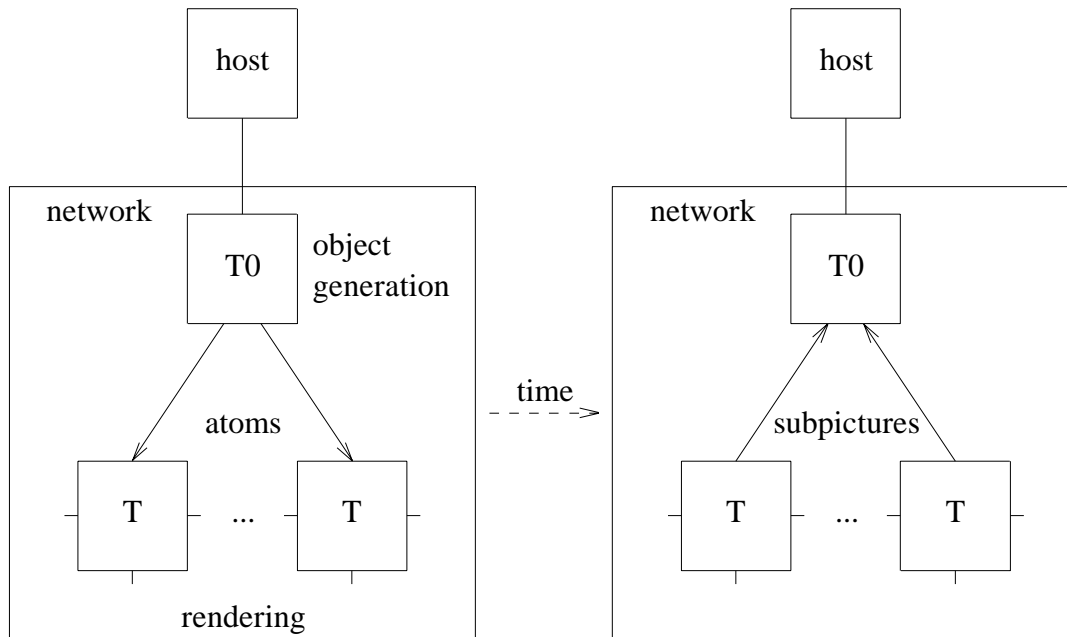 host
network
T0
object
generation
atoms
T
...
T
rendering
time
host
network
T0
subpictures
T
...
T